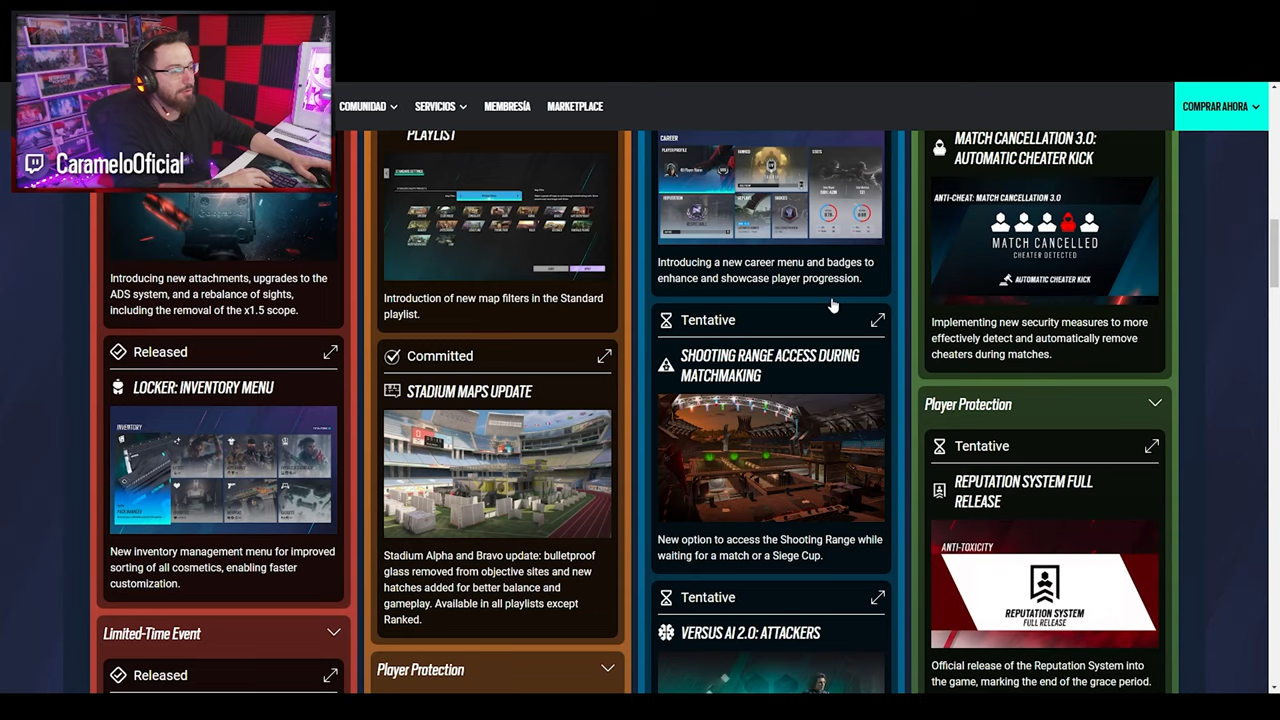 CarameloOficial
COMUNIDAD
SERVICIOS
MEMBRESÍA
MARKETPLACE
COMPRAR AHORA
Introducing new attachments, upgrades to the
ADS system, and a rebalance of sights,
including the removal of the x1.5 scope.
Released
LOCKER: INVENTORY MENU
INVENTORY
New inventory management menu for improved
sorting of all cosmetics, enabling faster
customization.
Limited-Time Event
Released
PLAYLIST
Introduction of new map filters in the Standard
playlist.
Committed
STADIUM MAPS UPDATE
Stadium Alpha and Bravo update: bulletproof
glass removed from objective sites and new
hatches added for better balance and
gameplay. Available in all playlists except
Ranked.
Player Protection
CAREER
PLAYER PROFILE
Introducing a new career menu and badges to
enhance and showcase player progression.
Tentative
SHOOTING RANGE ACCESS DURING
MATCHMAKING
New option to access the Shooting Range while
waiting for a match or a Siege Cup.
Tentative
VERSUS AI 2.0: ATTACKERS
MATCH CANCELLATION 3.0:
AUTOMATIC CHEATER KICK
ANTI-CHEAT: MATCH CANCELLATION 3.0
MATCH CANCELLED
CHEATER DETECTED
AUTOMATIC CHEATER KICK
Implementing new security measures to more
effectively detect and automatically remove
cheaters during matches.
Player Protection
Tentative
REPUTATION SYSTEM FULL
RELEASE
ANTI-TOXICITY
REPUTATION SYSTEM
FULL RELEASE
Official release of the Reputation System into
the game, marking the end of the grace period.